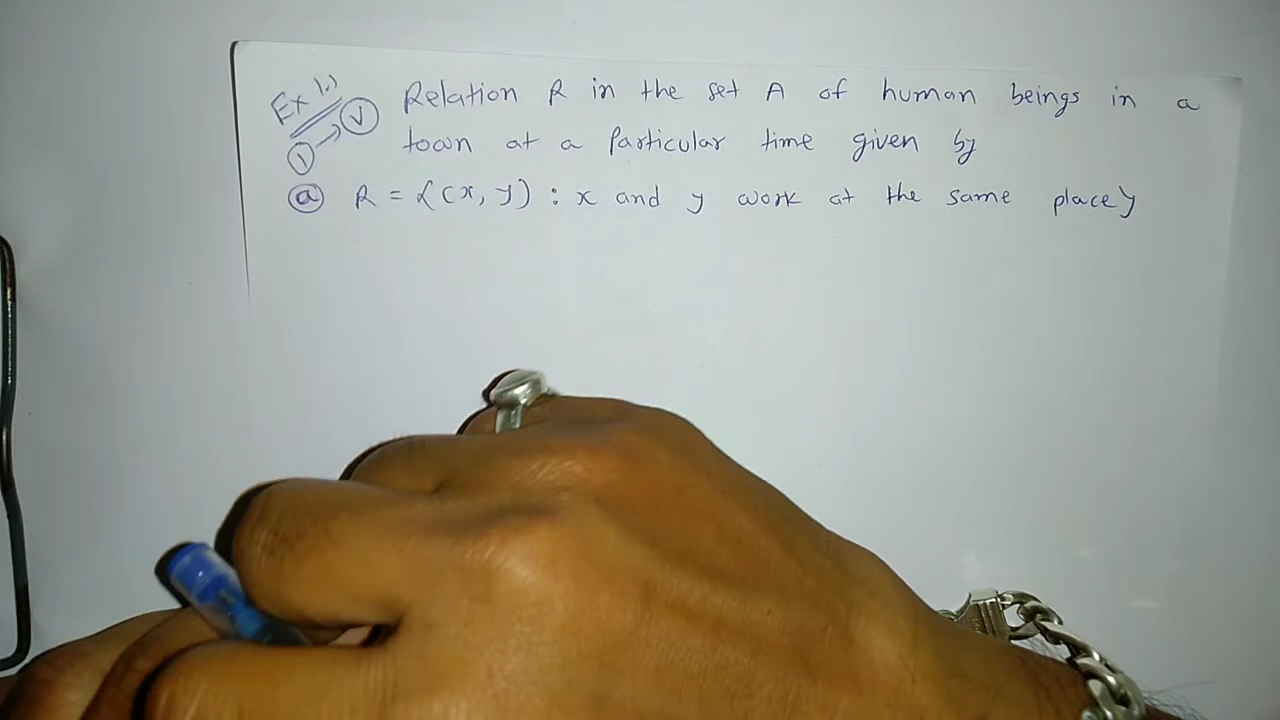 Ex 1.1 Relation R in the set A of human beings in a
① → ⓥ town at a particular time given by
ⓐ R = {(x, y) : x and y work at the same place}